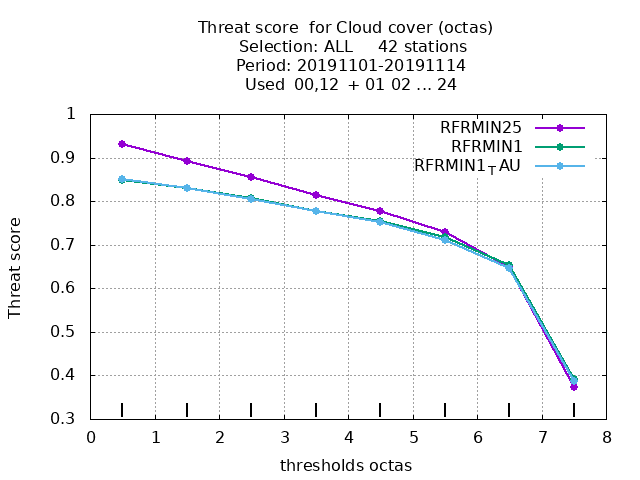 Threat score  for Cloud cover (octas)
Selection: ALL     42 stations
Period: 20191101-20191114
Used  00,12  + 01 02 ... 24
RFRMIN25
RFRMIN1
RFRMIN1TAU
1
0.9
0.8
0.7
0.6
0.5
0.4
0.3
Threat score
0 1 2 3 4 5 6 7 8
thresholds octas